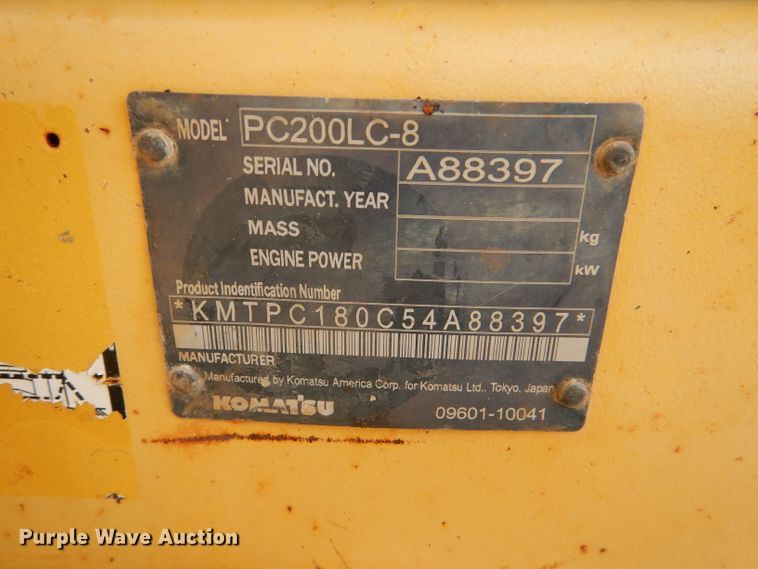 MODEL PC200LC-8
SERIAL NO. A88397
MANUFACT. YEAR
MASS kg
ENGINE POWER kW
Product Indentification Number
*KMTPC180C54A88397*
MANUFACTURER
Manufactured by Komatsu America Corp. for Komatsu Ltd., Tokyo, Japan
KOMATSU 09601-10041
Purple Wave Auction